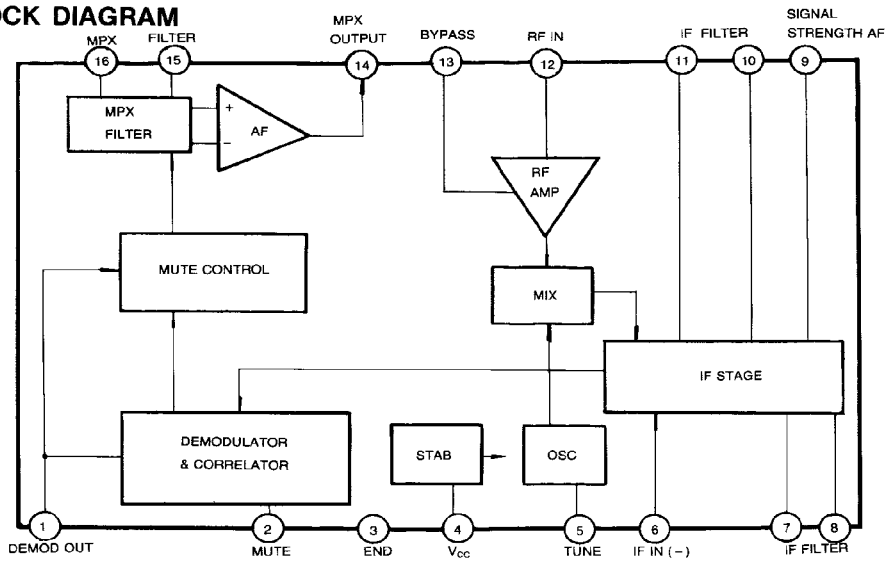 OCK DIAGRAM
MPX
FILTER
MPX
OUTPUT
BYPASS
RF IN
IF FILTER
SIGNAL
STRENGTH AF
16
15
14
13
12
11
10
9
MPX
FILTER
+
−
AF
RF
AMP
MUTE CONTROL
MIX
IF STAGE
DEMODULATOR
& CORRELATOR
STAB
OSC
1
2
3
4
5
6
7
8
DEMOD OUT
MUTE
END
Vcc
TUNE
IF IN (−)
IF FILTER